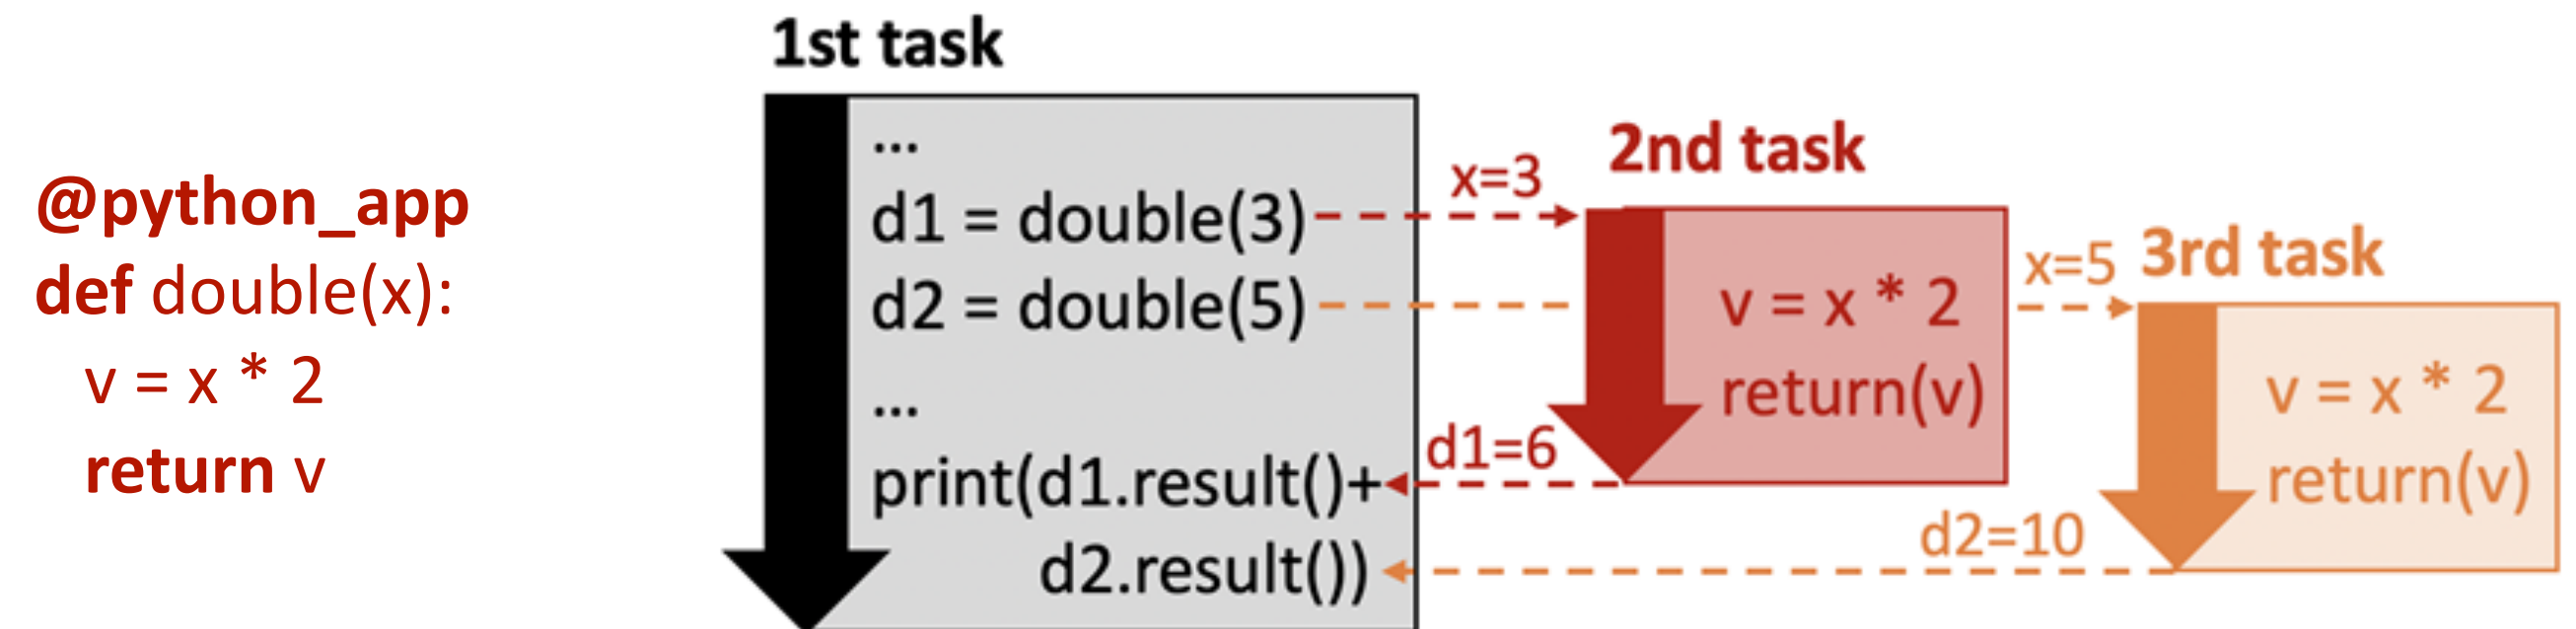 @python_app
def double(x):
v = x * 2
return v
1st task
...
d1 = double(3)
d2 = double(5)
...
print(d1.result()+
d2.result())
x=3
2nd task
v = x * 2
return(v)
d1=6
x=5
3rd task
v = x * 2
return(v)
d2=10